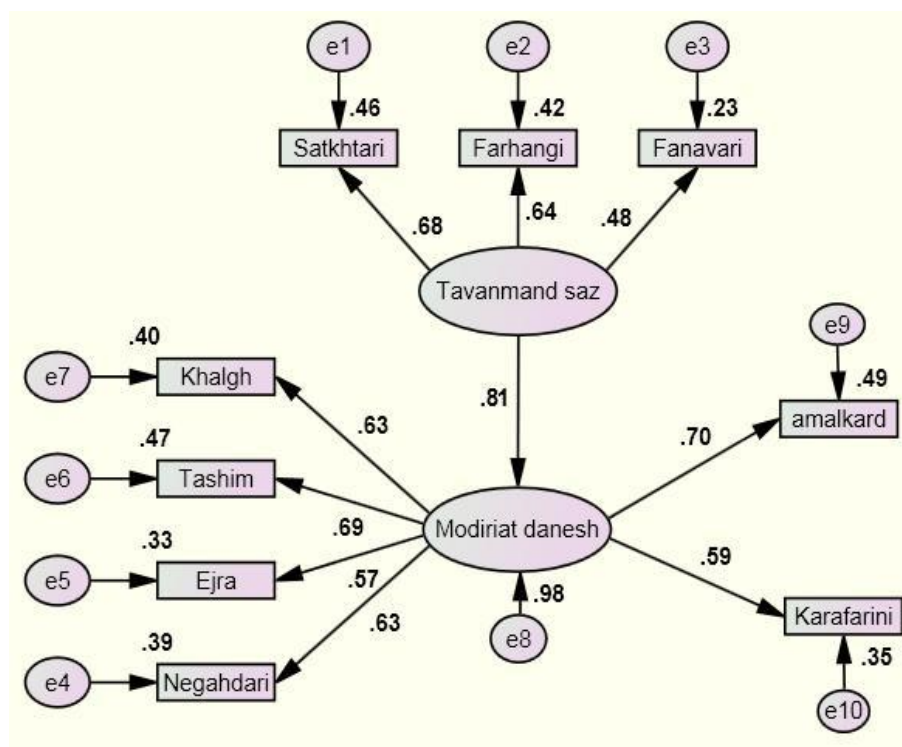 e1 e2 e3
.46 .42 .23
Satkhtari Farhangi Fanavari
.68 .64 .48
Tavanmand saz
e9
.40
.49
e7 Khalgh
.81
amalkard
.63
.70
.47
e6 Tashim
Modiriat danesh
.69
.33
.59
e5 Ejra
.57
.98
Karafarini
.63
e8
.39
.35
e4 Negahdari
e10